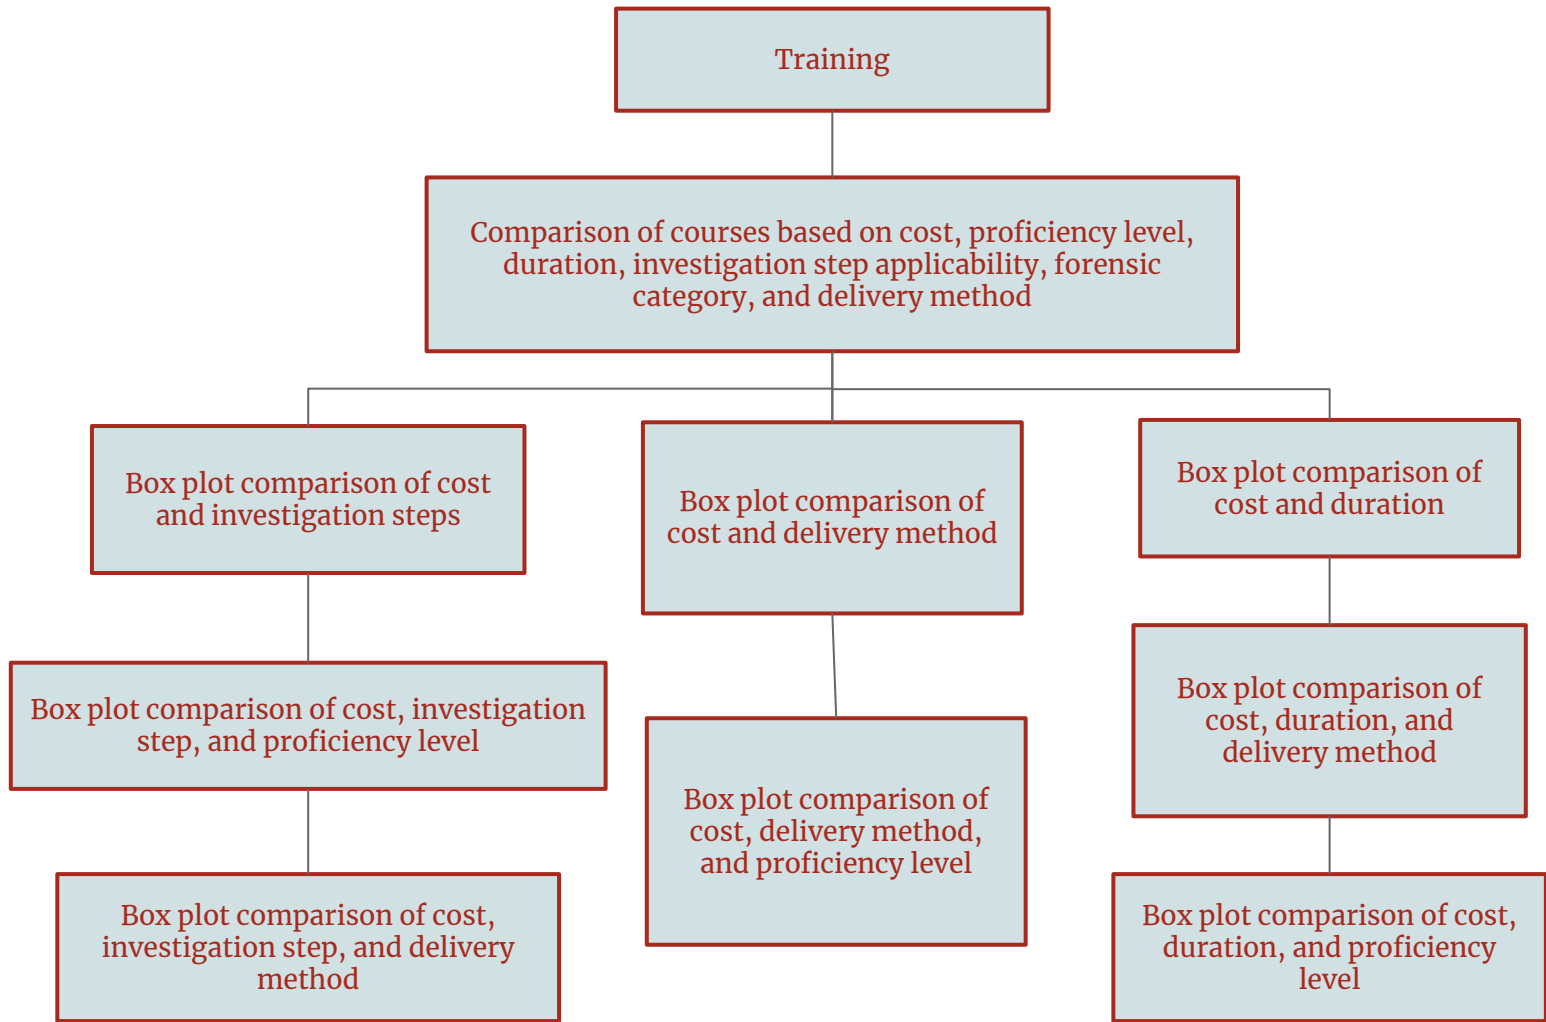 Training
Comparison of courses based on cost, proficiency level,
duration, investigation step applicability, forensic
category, and delivery method
Box plot comparison of cost
and investigation steps
Box plot comparison of
cost and delivery method
Box plot comparison of
cost and duration
Box plot comparison of cost, investigation
step, and proficiency level
Box plot comparison of
cost, delivery method,
and proficiency level
Box plot comparison of
cost, duration, and
delivery method
Box plot comparison of cost,
investigation step, and delivery
method
Box plot comparison of cost,
duration, and proficiency
level